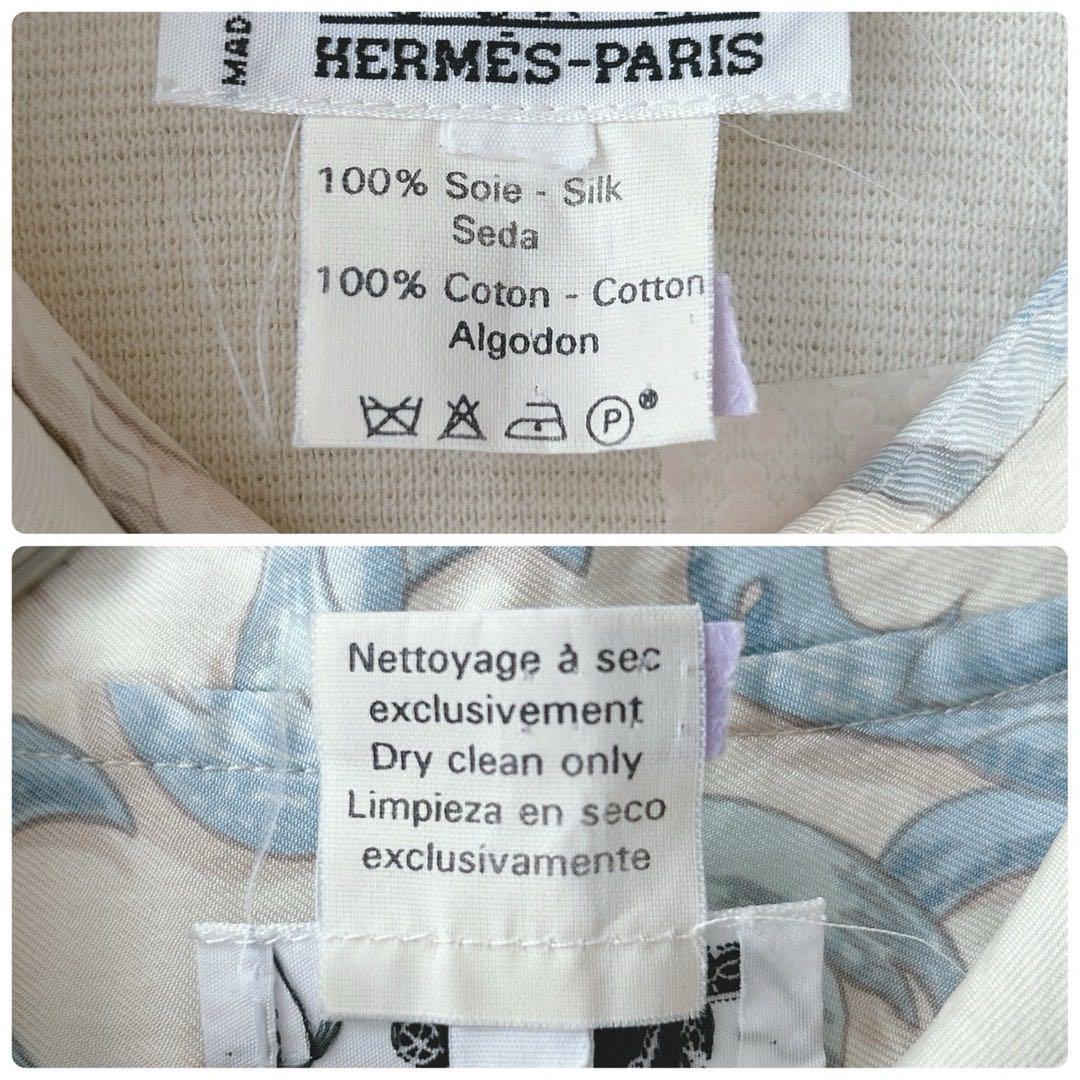 MAD
HERMÈS-PARIS
100% Soie - Silk
Seda
100% Coton - Cotton
Algodon
P
Nettoyage à sec
exclusivement
Dry clean only
Limpieza en seco
exclusivamente